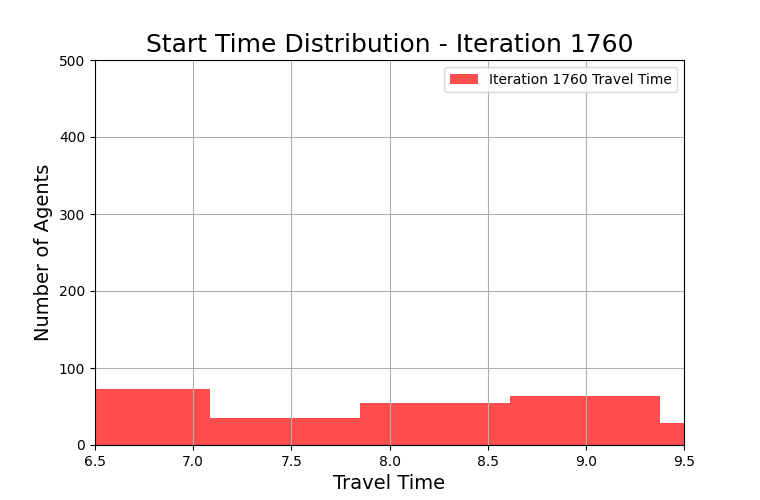 Start Time Distribution - Iteration 1760
Iteration 1760 Travel Time
Number of Agents
500
400
300
200
100
0
6.5 7.0 7.5 8.0 8.5 9.0 9.5
Travel Time